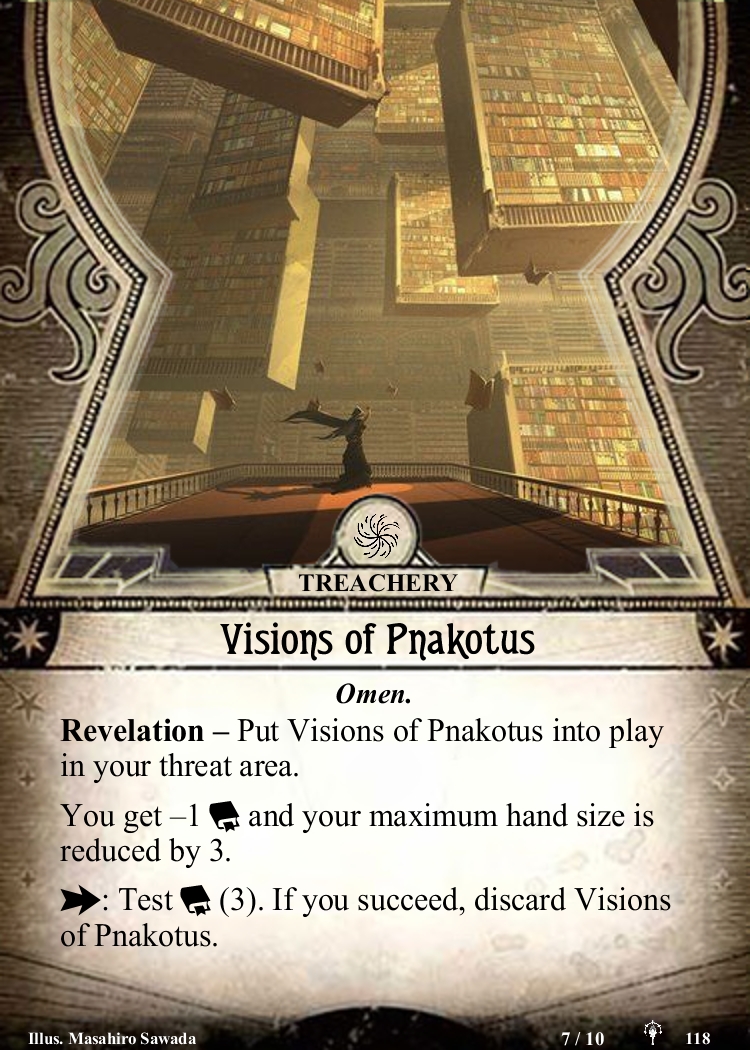 TREACHERY
Visions of Pnakotus
Omen.
Revelation – Put Visions of Pnakotus into play
in your threat area.
You get –1 and your maximum hand size is
reduced by 3.
: Test (3). If you succeed, discard Visions
of Pnakotus.
Illus. Masahiro Sawada 7 / 10 118